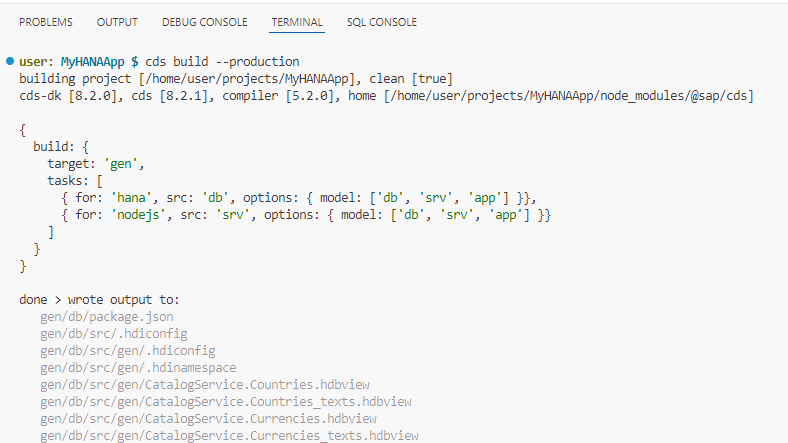 PROBLEMS OUTPUT DEBUG CONSOLE TERMINAL SQL CONSOLE
user: MyHANAApp $ cds build --production
building project [/home/user/projects/MyHANAApp], clean [true]
cds-dk [8.2.0], cds [8.2.1], compiler [5.2.0], home [/home/user/projects/MyHANAApp/node_modules/@sap/cds]
{
  build: {
    target: 'gen',
    tasks: [
      { for: 'hana', src: 'db', options: { model: ['db', 'srv', 'app'] }},
      { for: 'nodejs', src: 'srv', options: { model: ['db', 'srv', 'app'] }}
    ]
  }
}
done > wrote output to:
   gen/db/package.json
   gen/db/src/.hdiconfig
   gen/db/src/gen/.hdiconfig
   gen/db/src/gen/.hdinamespace
   gen/db/src/gen/CatalogService.Countries.hdbview
   gen/db/src/gen/CatalogService.Countries_texts.hdbview
   gen/db/src/gen/CatalogService.Currencies.hdbview
   gen/db/src/gen/CatalogService.Currencies_texts.hdbview